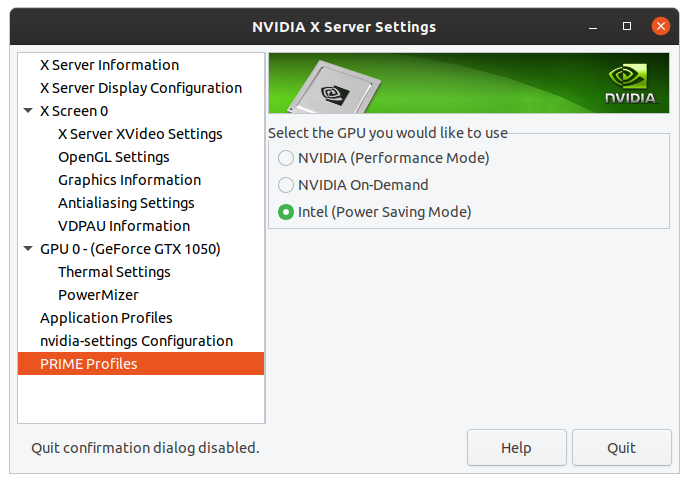 NVIDIA X Server Settings
X Server Information
X Server Display Configuration
X Screen 0
X Server XVideo Settings
OpenGL Settings
Graphics Information
Antialiasing Settings
VDPAU Information
GPU 0 - (GeForce GTX 1050)
Thermal Settings
PowerMizer
Application Profiles
nvidia-settings Configuration
PRIME Profiles
NVIDIA
Select the GPU you would like to use
NVIDIA (Performance Mode)
NVIDIA On-Demand
Intel (Power Saving Mode)
Quit confirmation dialog disabled.
Help
Quit